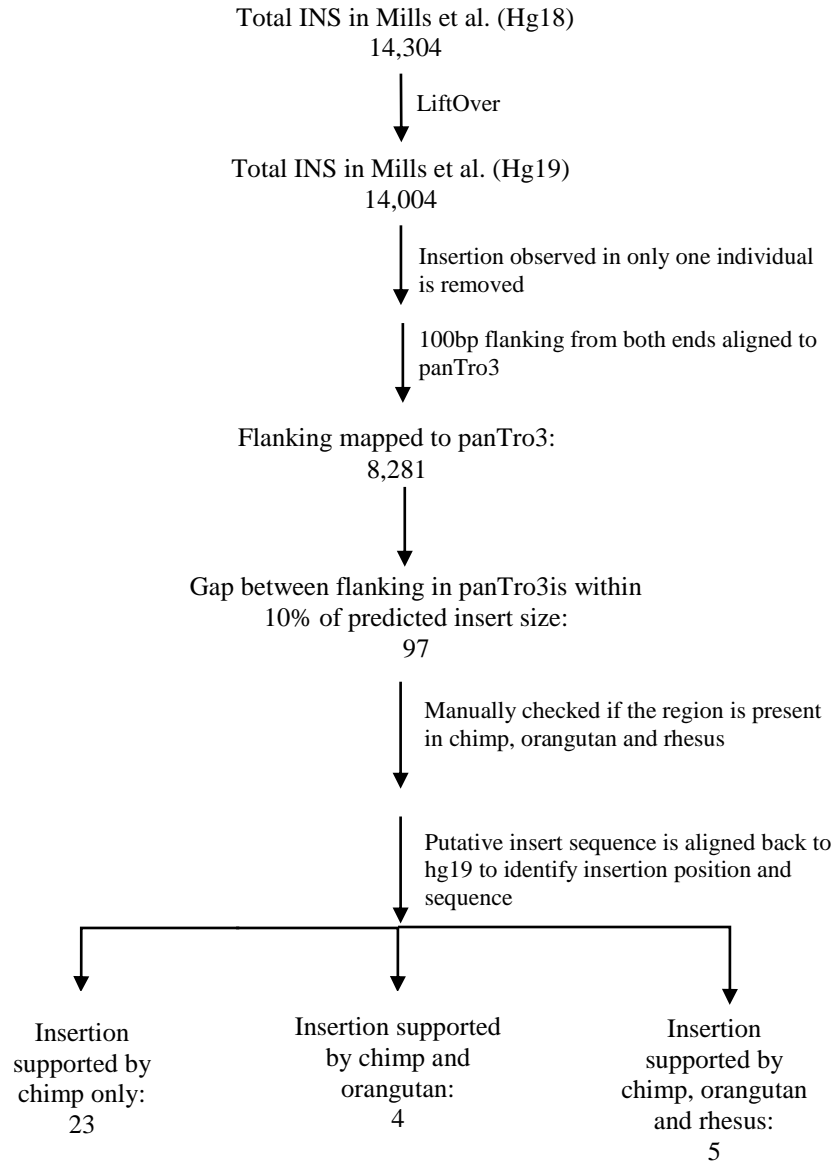 Total INS in Mills et al. (Hg18)
14,304
LiftOver
Total INS in Mills et al. (Hg19)
14,004
Insertion observed in only one individual
is removed
100bp flanking from both ends aligned to
panTro3
Flanking mapped to panTro3:
8,281
Gap between flanking in panTro3is within
10% of predicted insert size:
97
Manually checked if the region is present
in chimp, orangutan and rhesus
Putative insert sequence is aligned back to
hg19 to identify insertion position and
sequence
Insertion
supported by
chimp only:
23
Insertion supported
by chimp and
orangutan:
4
Insertion
supported by
chimp, orangutan
and rhesus:
5